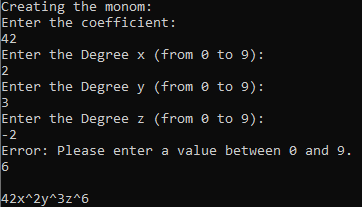 Creating the monom:
Enter the coefficient:
42
Enter the Degree x (from 0 to 9):
2
Enter the Degree y (from 0 to 9):
3
Enter the Degree z (from 0 to 9):
-2
Error: Please enter a value between 0 and 9.
6
42x^2y^3z^6